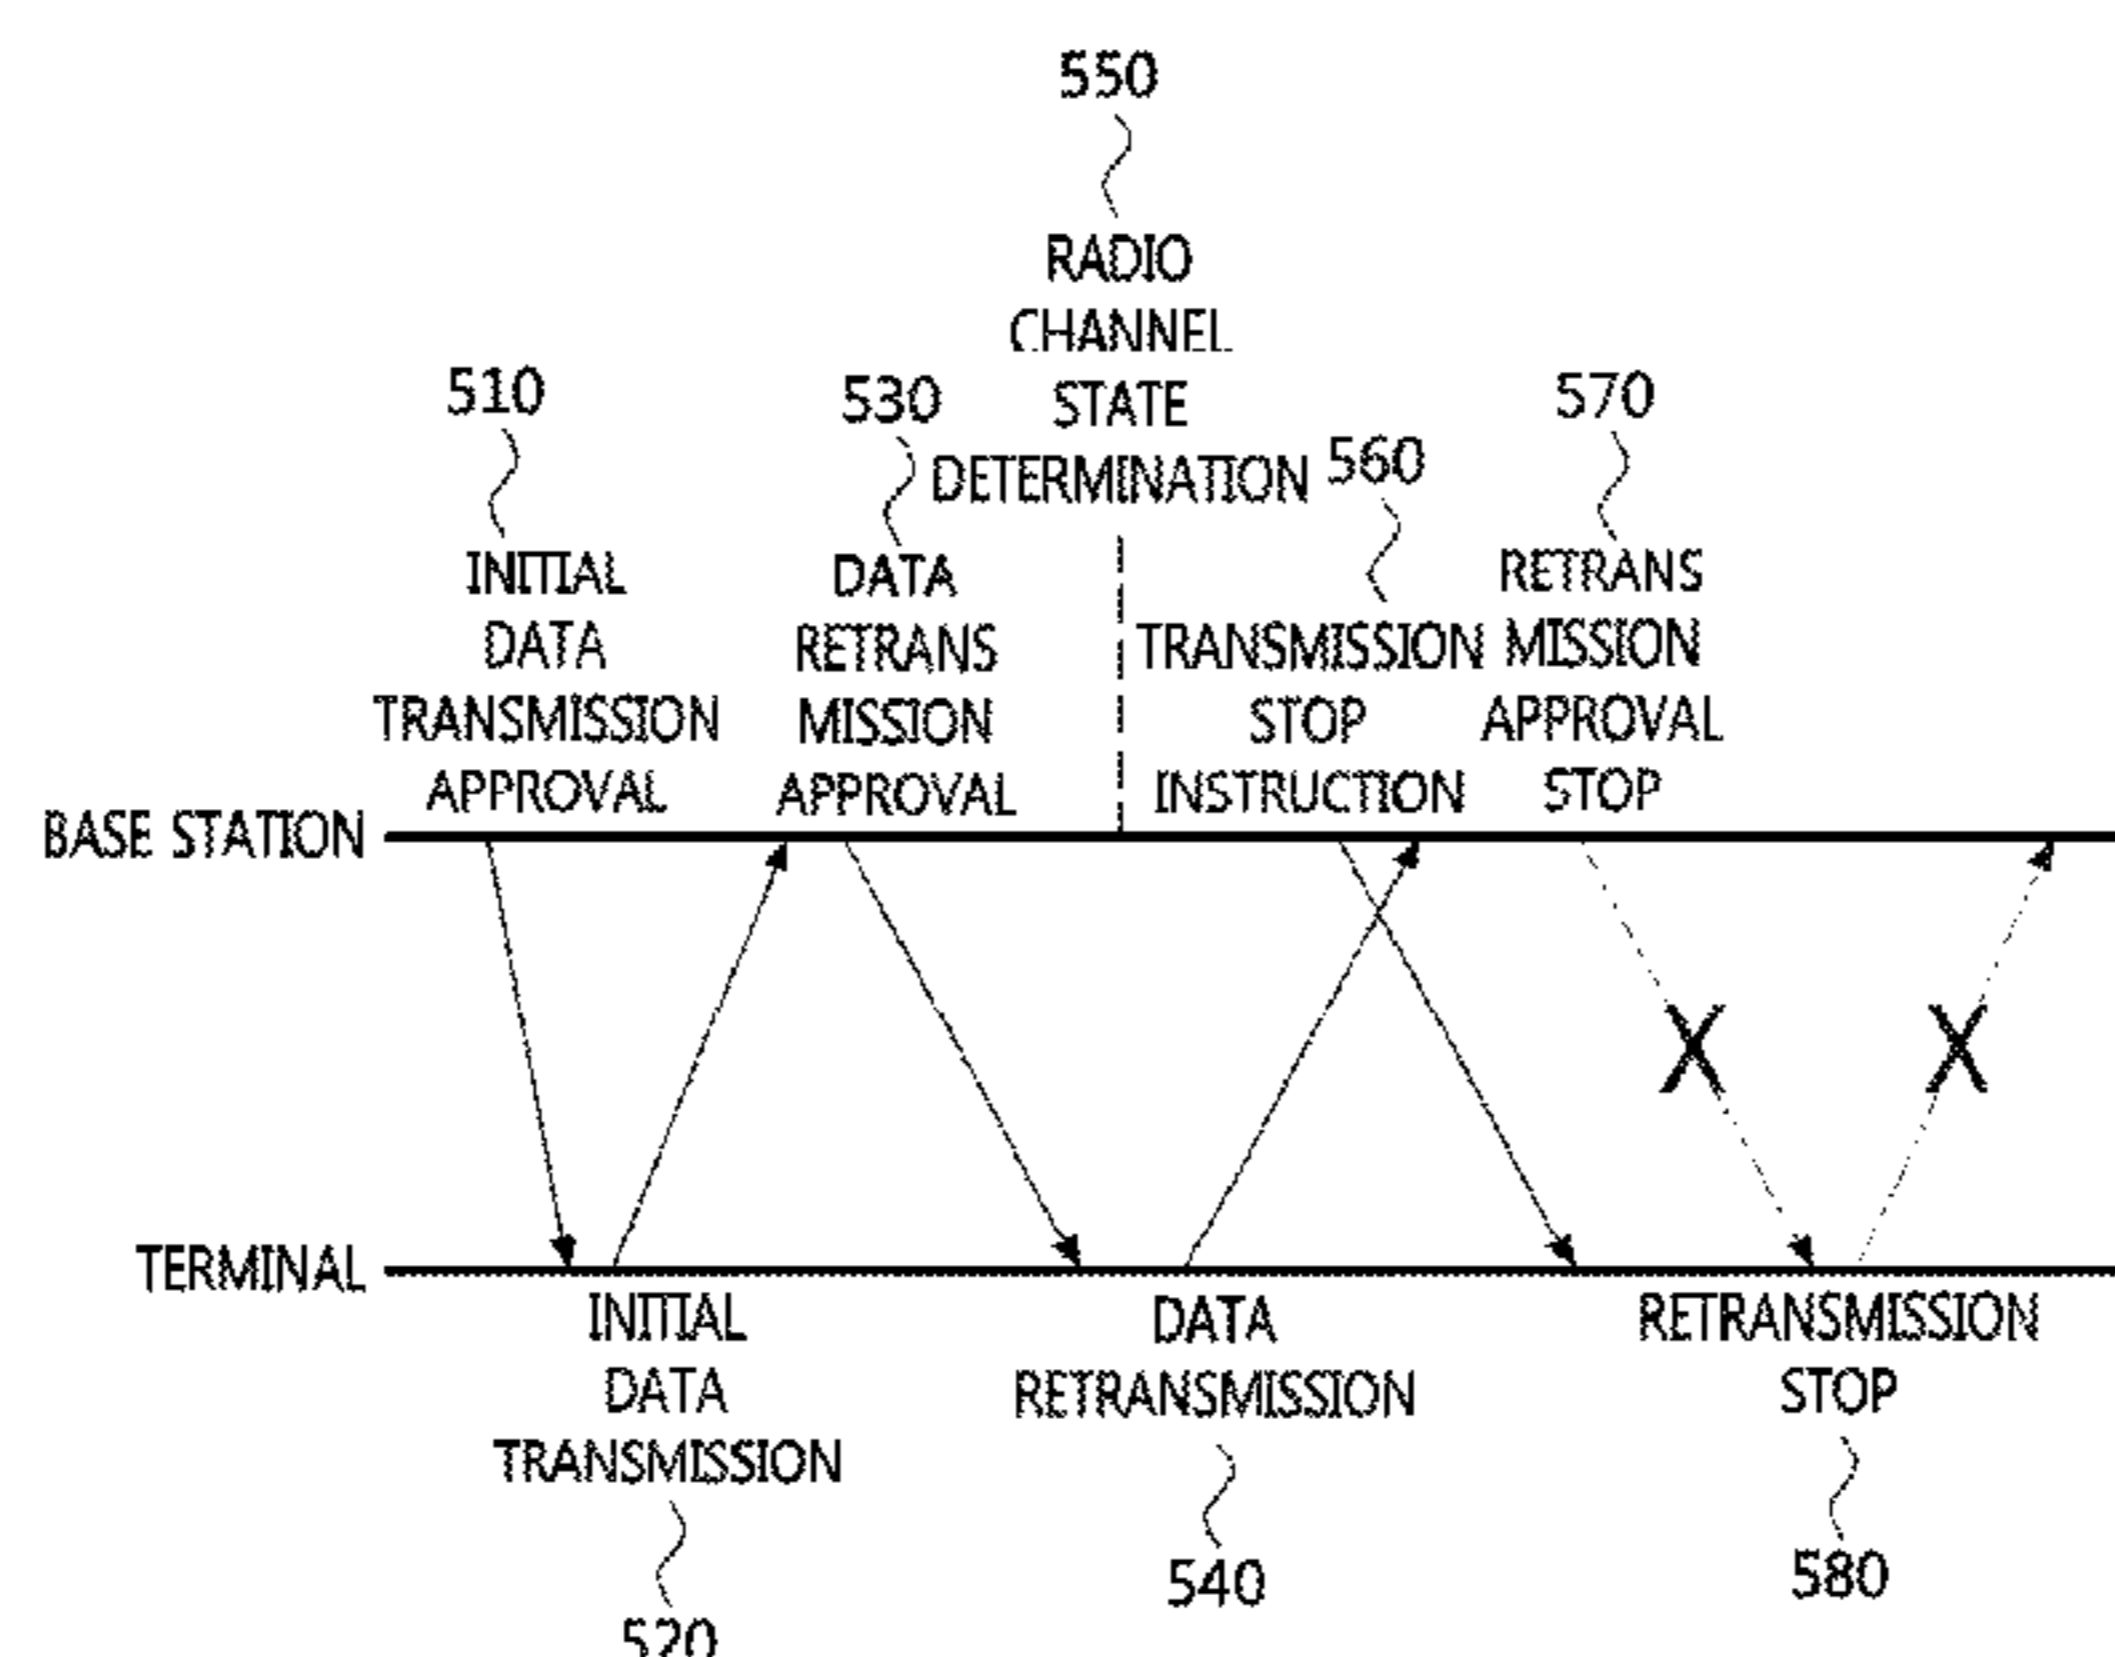 550
RADIO
CHANNEL
STATE
DETERMINATION
510
INITIAL
DATA
TRANSMISSION
APPROVAL
530
DATA
RETRANS
MISSION
APPROVAL
560
TRANSMISSION
STOP
INSTRUCTION
570
RETRANS
MISSION
APPROVAL
STOP
BASE STATION
X
X
TERMINAL
INITIAL
DATA
TRANSMISSION
520
DATA
RETRANSMISSION
540
RETRANSMISSION
STOP
580